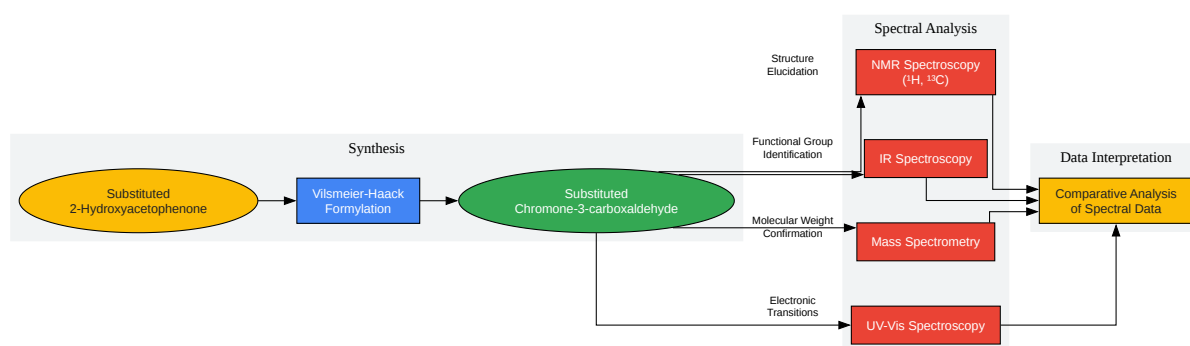 Synthesis
Substituted
2-Hydroxyacetophenone
Vilsmeier-Haack
Formylation
Substituted
Chromone-3-carboxaldehyde
Structure
Elucidation
Functional Group
Identification
Molecular Weight
Confirmation
Electronic
Transitions
Spectral Analysis
NMR Spectroscopy
(¹H, ¹³C)
IR Spectroscopy
Mass Spectrometry
UV-Vis Spectroscopy
Data Interpretation
Comparative Analysis
of Spectral Data